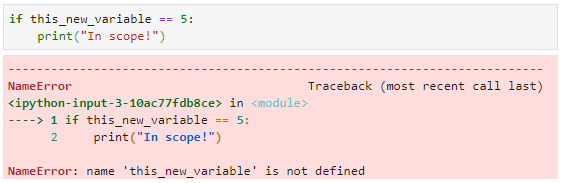 if this_new_variable == 5:
    print("In scope!")
---------------------------------------------------------------------------
NameError                                 Traceback (most recent call last)
<ipython-input-3-10ac77fdb8ce> in <module>
----> 1 if this_new_variable == 5:
      2     print("In scope!")
NameError: name 'this_new_variable' is not defined